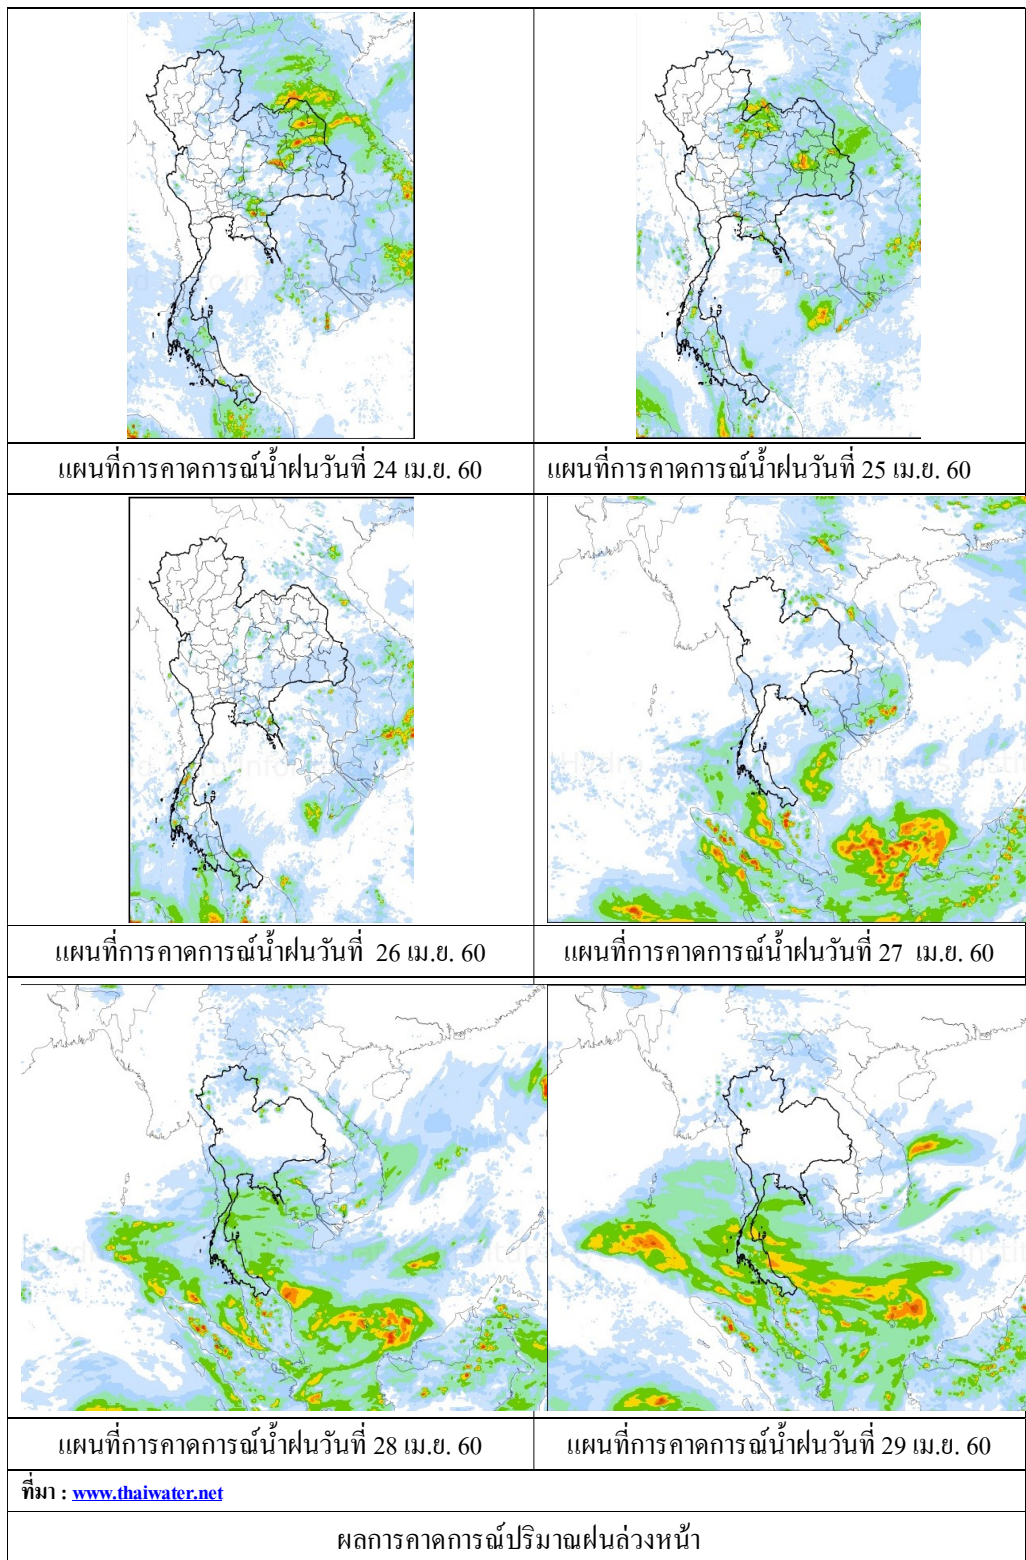 แผนที่การคาดการณ์น้ำฝนวันที่ 24 เม.ย. 60
แผนที่การคาดการณ์น้ำฝนวันที่ 25 เม.ย. 60
แผนที่การคาดการณ์น้ำฝนวันที่ 26 เม.ย. 60
แผนที่การคาดการณ์น้ำฝนวันที่ 27 เม.ย. 60
แผนที่การคาดการณ์น้ำฝนวันที่ 28 เม.ย. 60
แผนที่การคาดการณ์น้ำฝนวันที่ 29 เม.ย. 60
ที่มา : www.thaiwater.net
ผลการคาดการณ์ปริมาณฝนล่วงหน้า